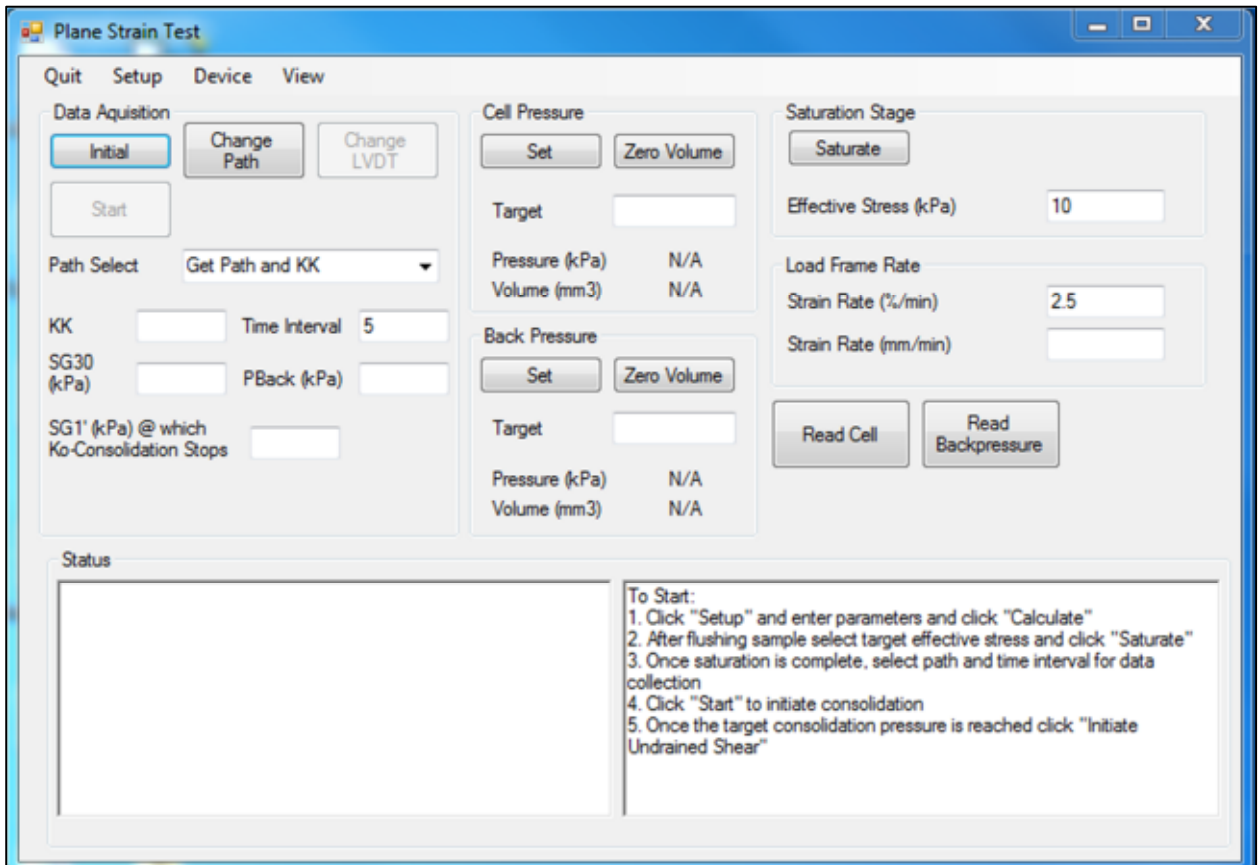 Plane Strain Test
Quit Setup Device View
Data Aquisition
Initial
Change
Path
Change
LVDT
Start
Path Select Get Path and KK
KK
Time Interval 5
SG30
(kPa)
PBack (kPa)
SG1' (kPa) @ which
Ko-Consolidation Stops
Cell Pressure
Set Zero Volume
Target
Pressure (kPa) N/A
Volume (mm3) N/A
Back Pressure
Set Zero Volume
Target
Pressure (kPa) N/A
Volume (mm3) N/A
Saturation Stage
Saturate
Effective Stress (kPa) 10
Load Frame Rate
Strain Rate (%/min) 2.5
Strain Rate (mm/min)
Read Cell
Read
Backpressure
Status
To Start:
1. Click "Setup" and enter parameters and click "Calculate"
2. After flushing sample select target effective stress and click "Saturate"
3. Once saturation is complete, select path and time interval for data
collection
4. Click "Start" to initiate consolidation
5. Once the target consolidation pressure is reached click "Initiate
Undrained Shear"